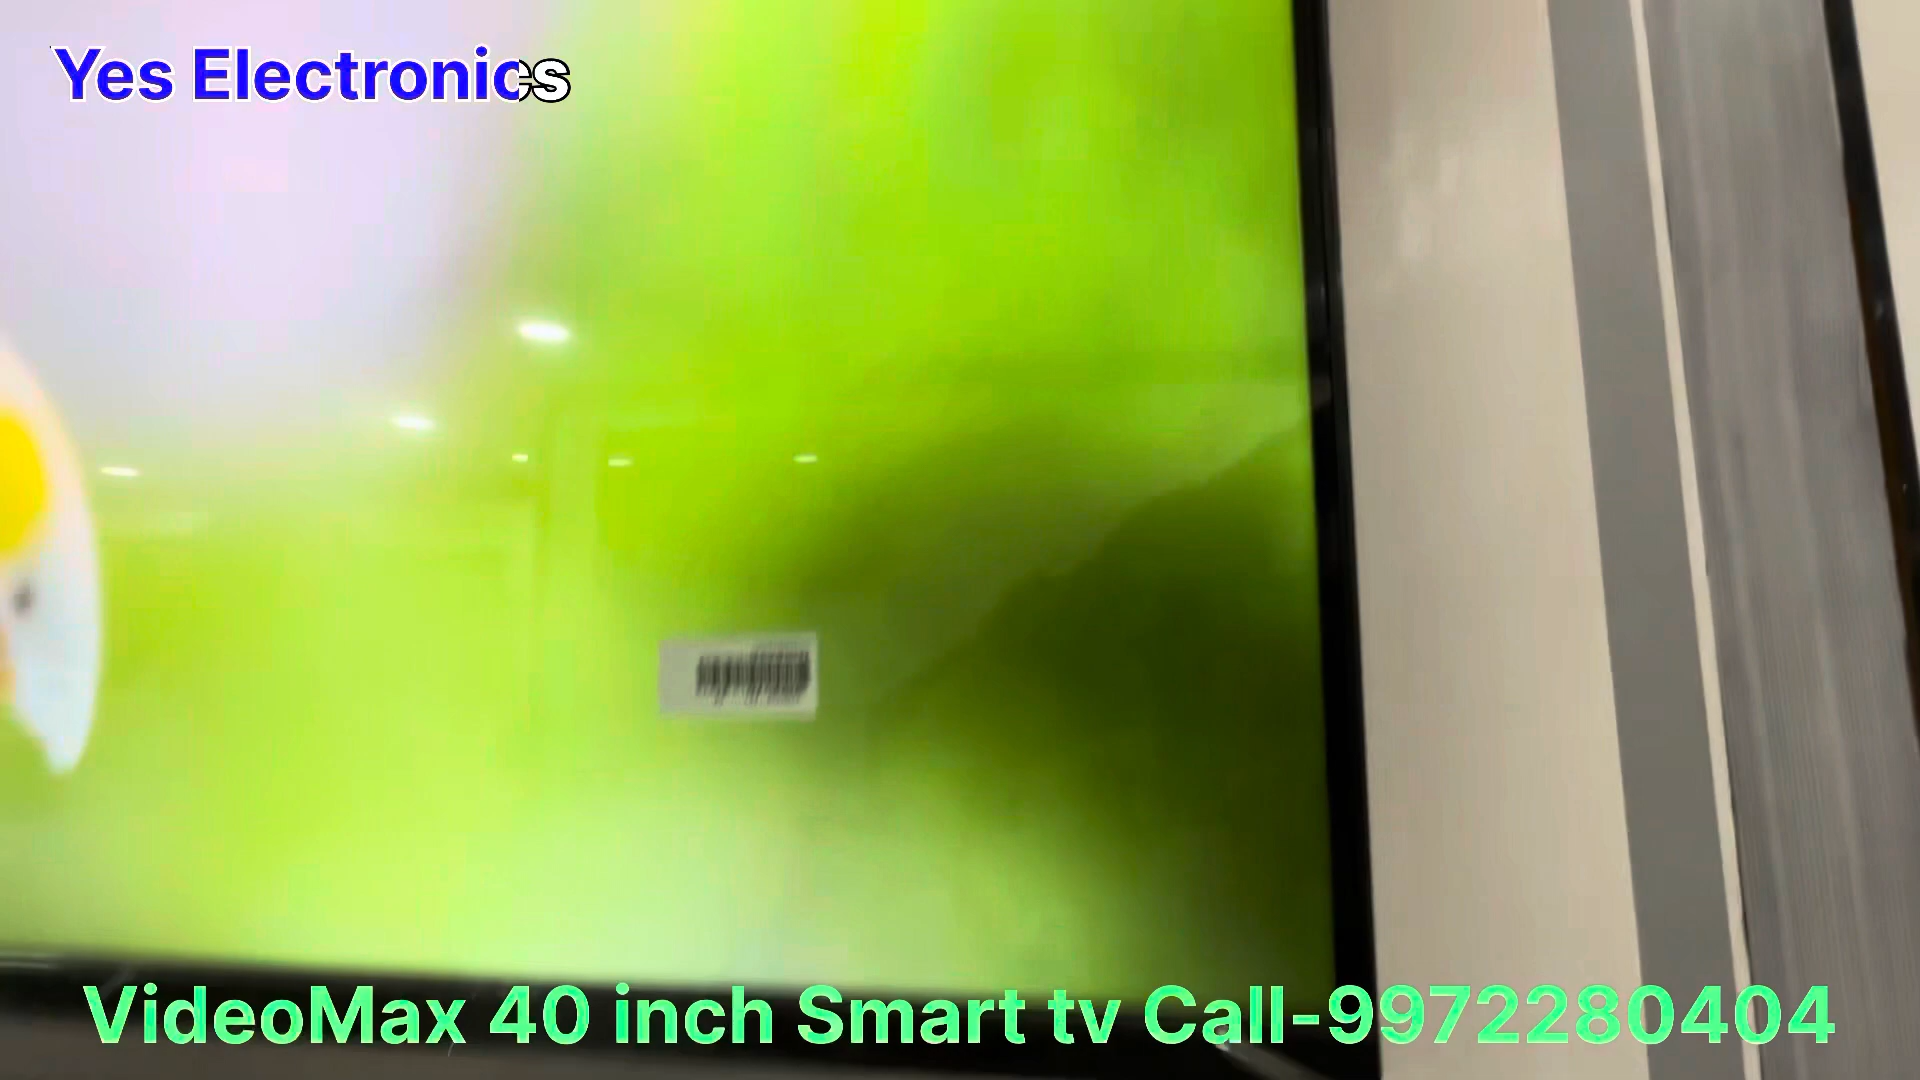 Yes Electronics
VideoMax 40 inch Smart tv Call-9972280404